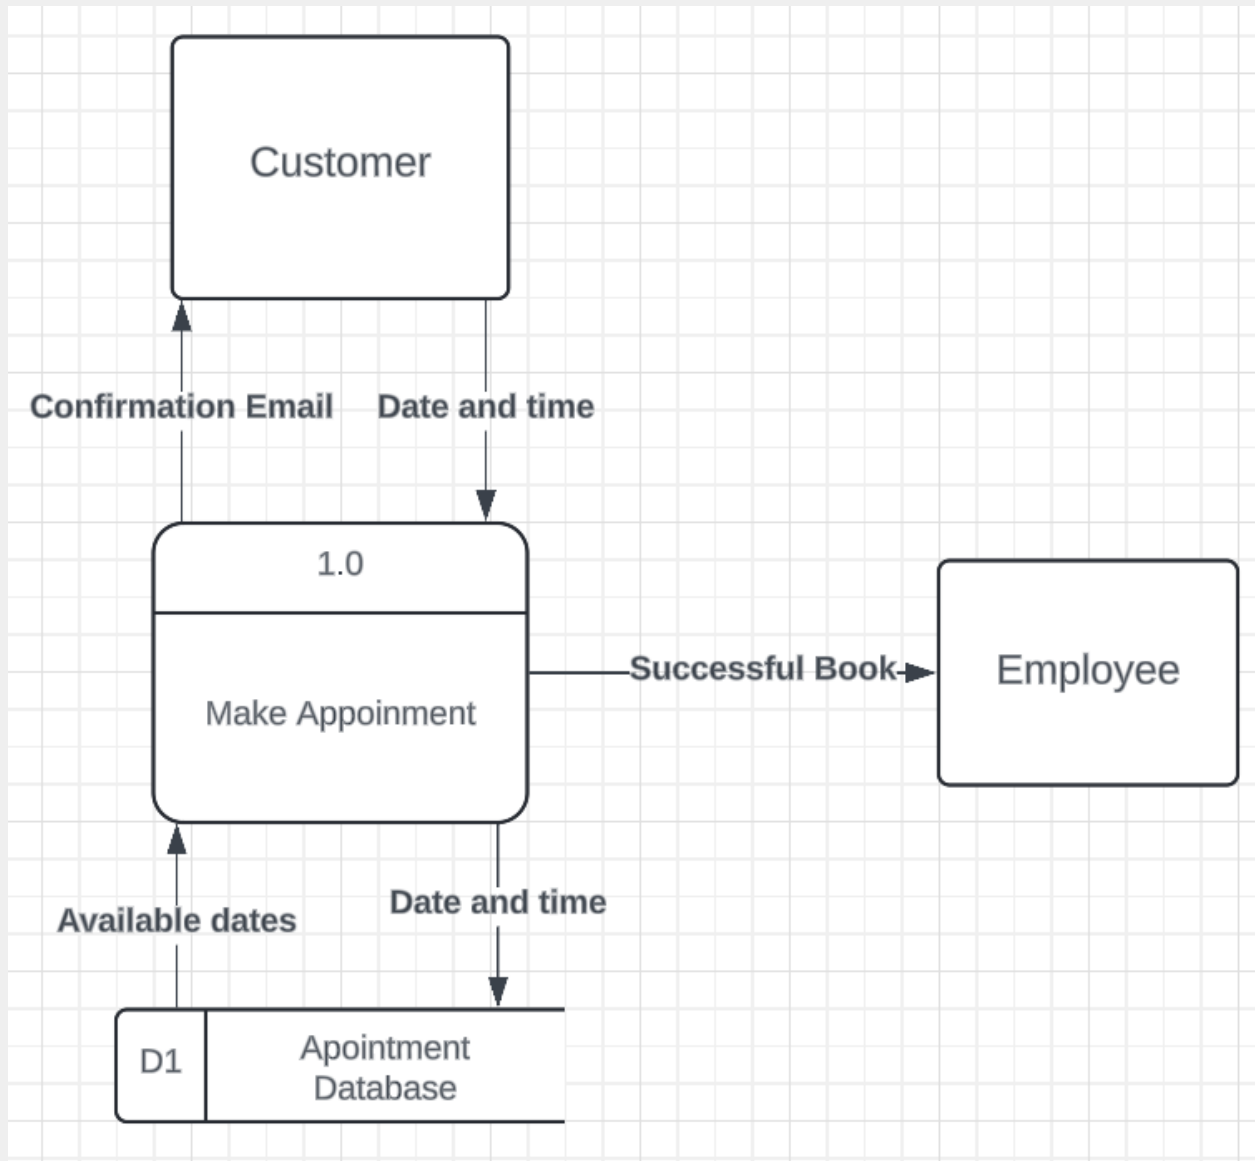 Customer
Confirmation Email
Date and time
1.0
Make Appoinment
Successful Book
Employee
Available dates
Date and time
D1
Apointment
Database